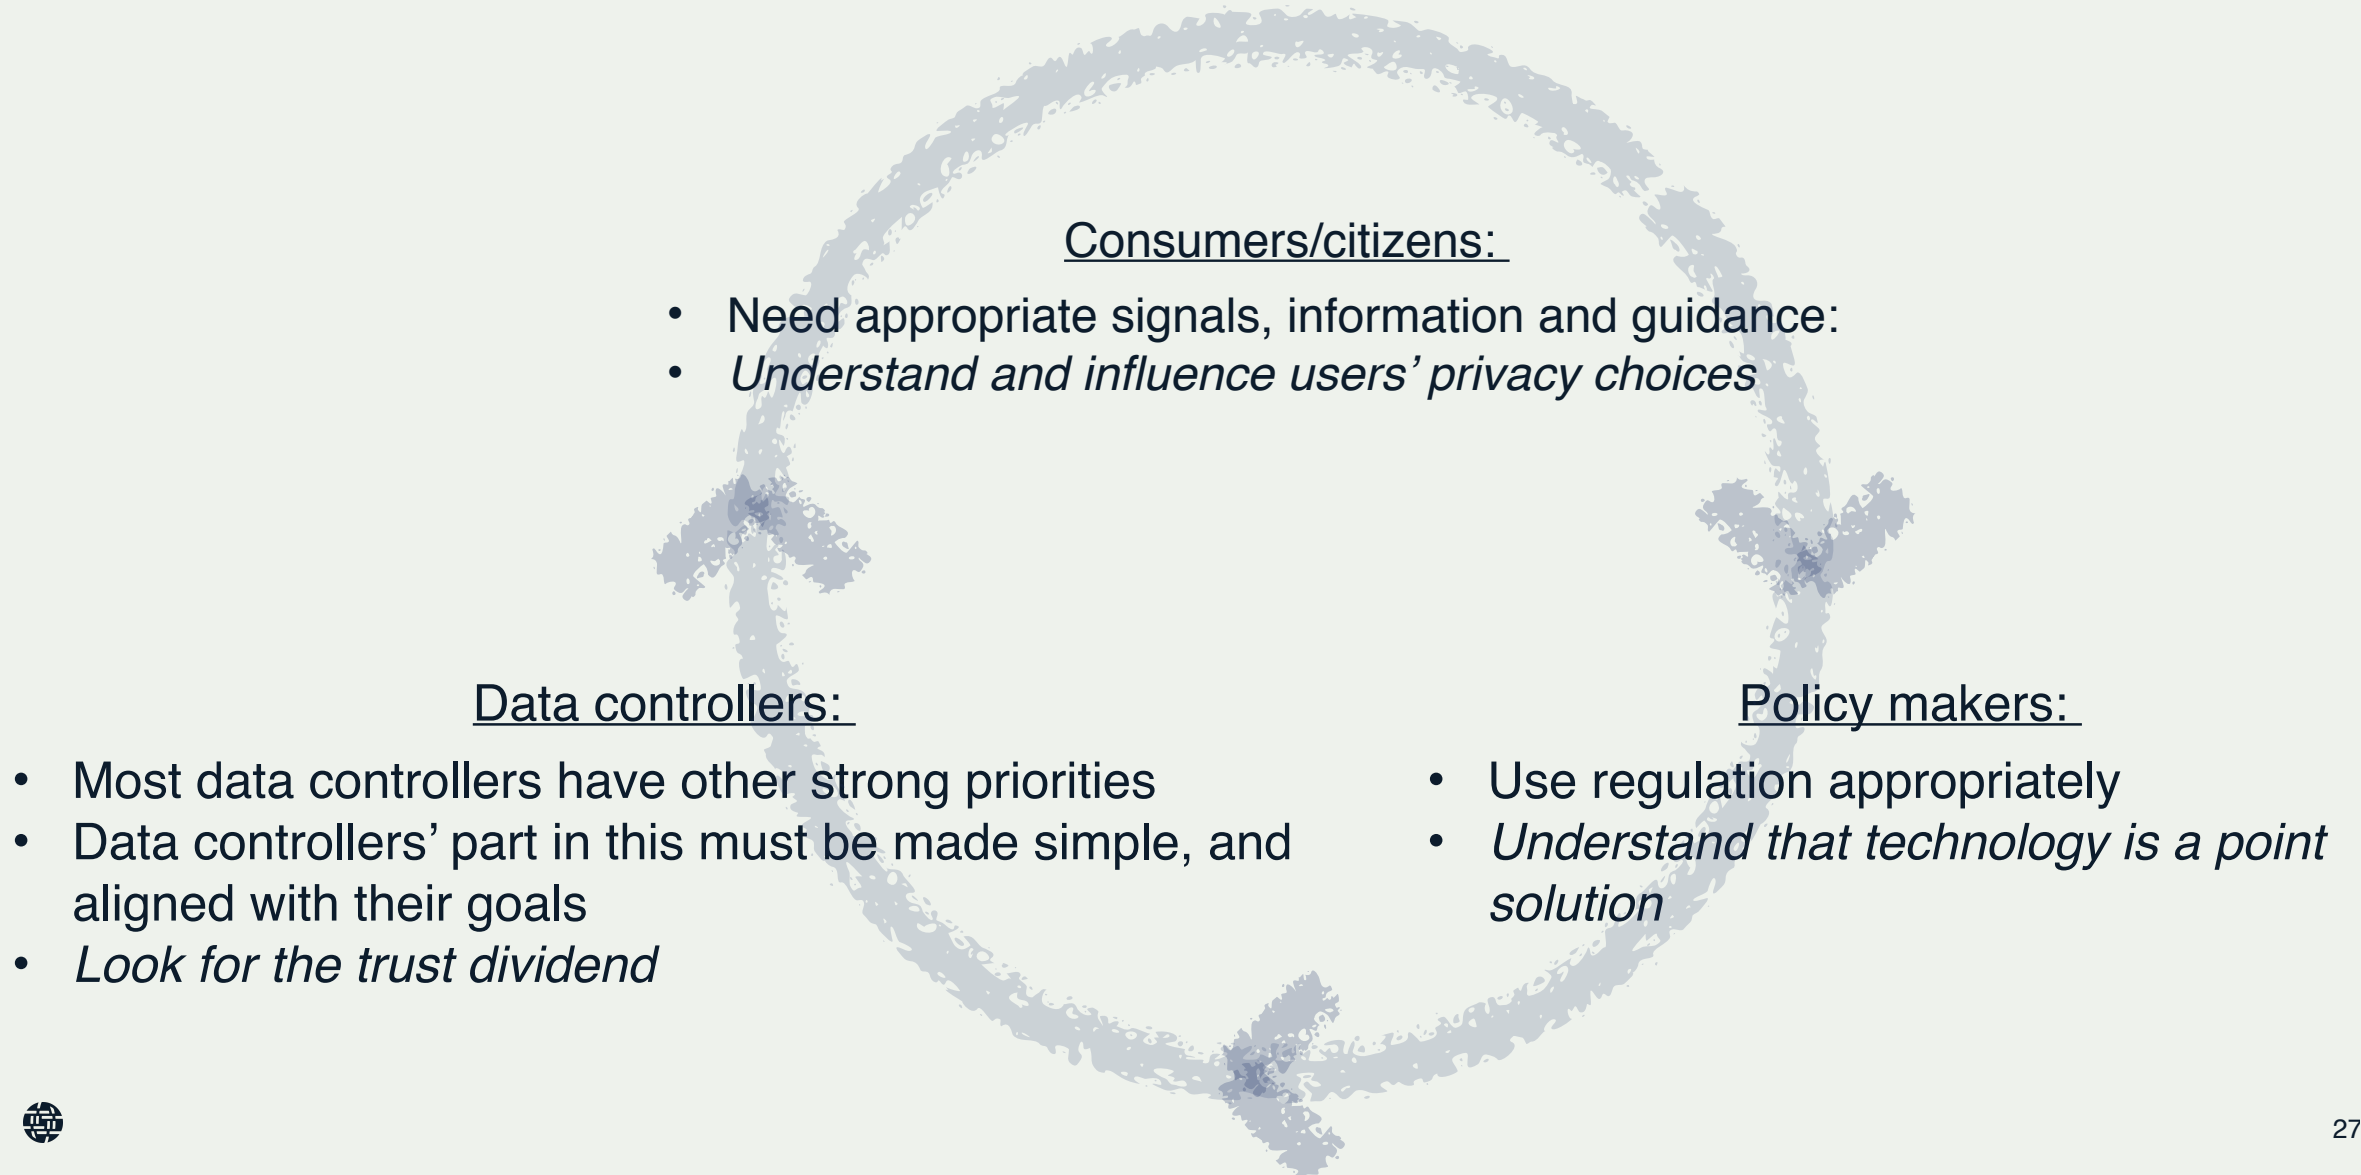 Consumers/citizens:
• Need appropriate signals, information and guidance:
• Understand and influence users’ privacy choices
Data controllers:
• Most data controllers have other strong priorities
• Data controllers’ part in this must be made simple, and
aligned with their goals
• Look for the trust dividend
Policy makers:
• Use regulation appropriately
• Understand that technology is a point
solution
27